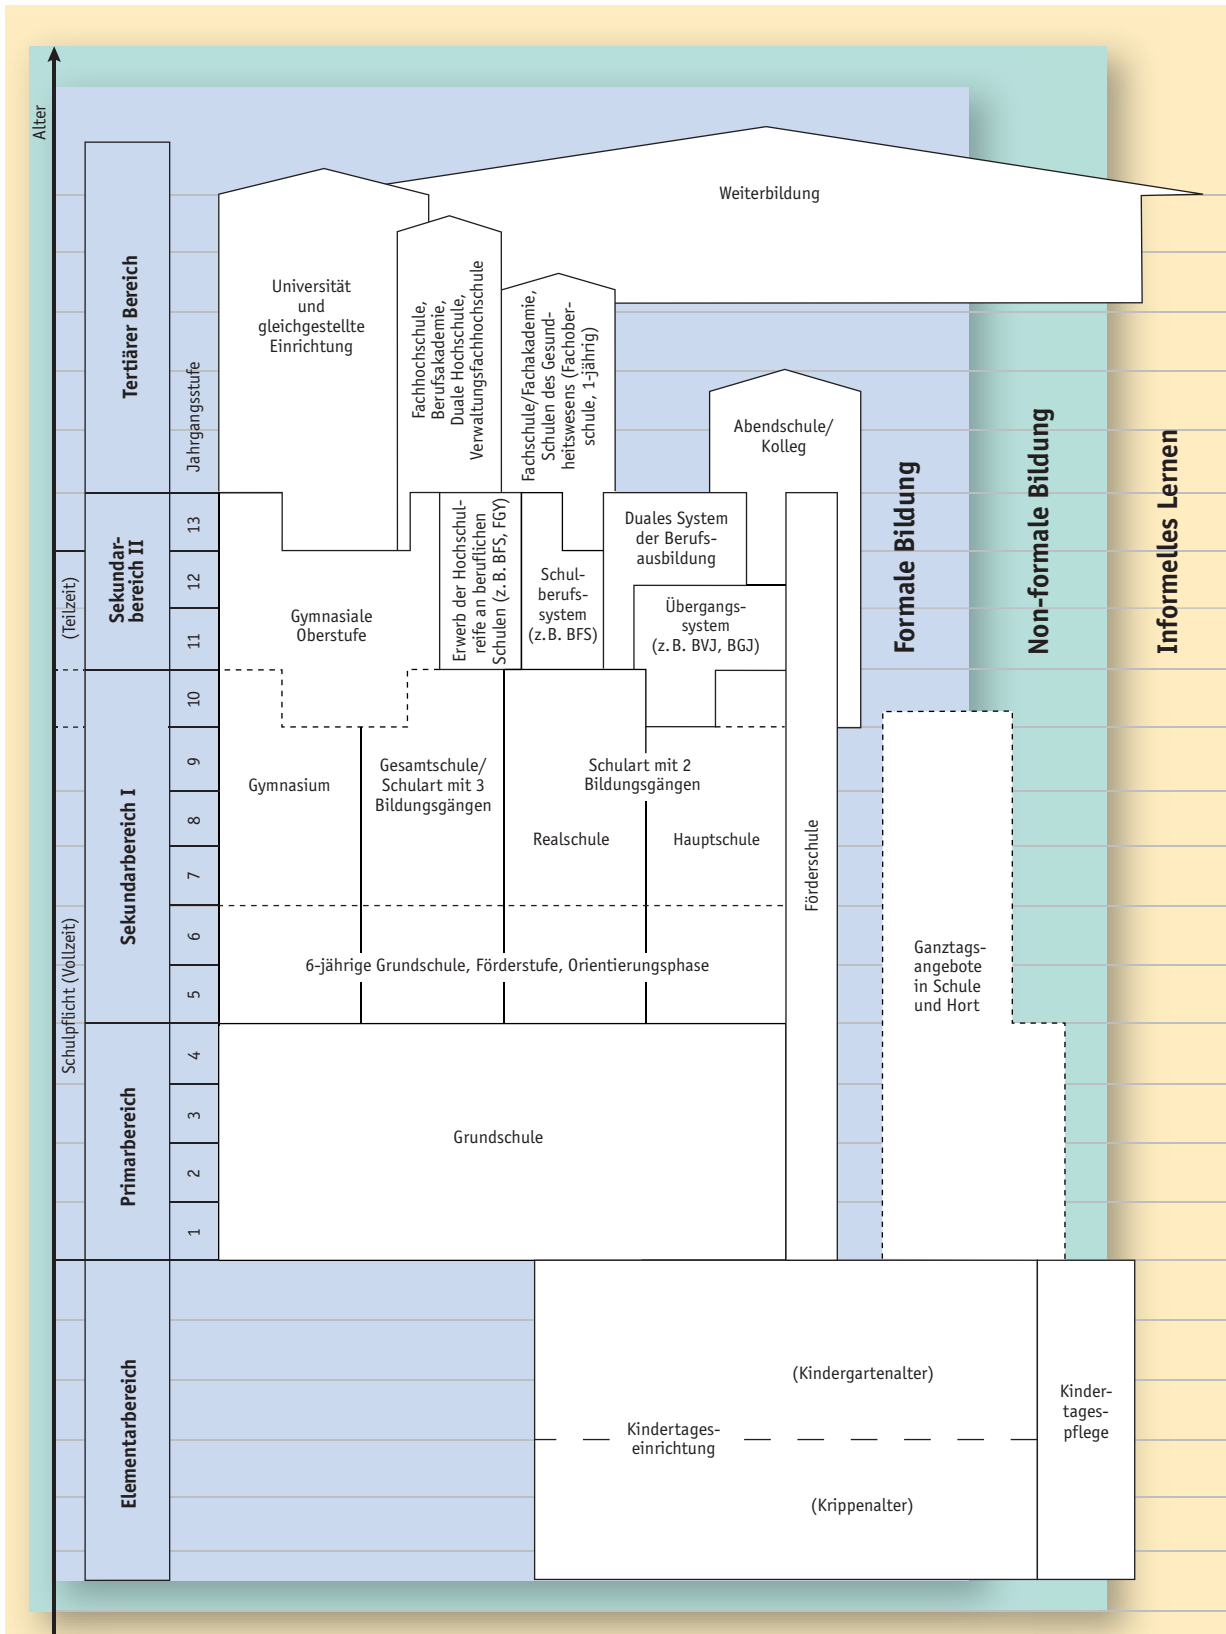 Alter
Weiterbildung
Tertiärer Bereich
Jahrgangsstufe
Universität
und
gleichgestellte
Einrichtung
Fachhochschule,
Berufsakademie,
Duale Hochschule,
Verwaltungsfachhochschule
Fachschule/Fachakademie,
Schulen des Gesund-
heitswesens (Fachober-
schule, 1-jährig)
Abendschule/
Kolleg
Formale Bildung
Non-formale Bildung
Informelles Lernen
(Teilzeit)
Sekundar-
bereich II
13
12
11
Gymnasiale
Oberstufe
Erwerb der Hochschul-
reife an beruflichen
Schulen (z.B. BFS, FGY)
Schul-
berufs-
system
(z.B. BFS)
Duales System
der Berufs-
ausbildung
Übergangs-
system
(z.B. BVJ, BGJ)
Schulpflicht (Vollzeit)
Sekundarbereich I
10
9
8
7
6
5
Gymnasium
Gesamtschule/
Schulart mit 3
Bildungsgängen
Schulart mit 2
Bildungsgängen
Realschule
Hauptschule
Förderschule
6-jährige Grundschule, Förderstufe, Orientierungsphase
Ganztags-
angebote
in Schule
und Hort
Primarbereich
4
3
2
1
Grundschule
Elementarbereich
(Kindergartenalter)
Kindertages-
einrichtung
(Krippenalter)
Kinder-
tages-
pflege